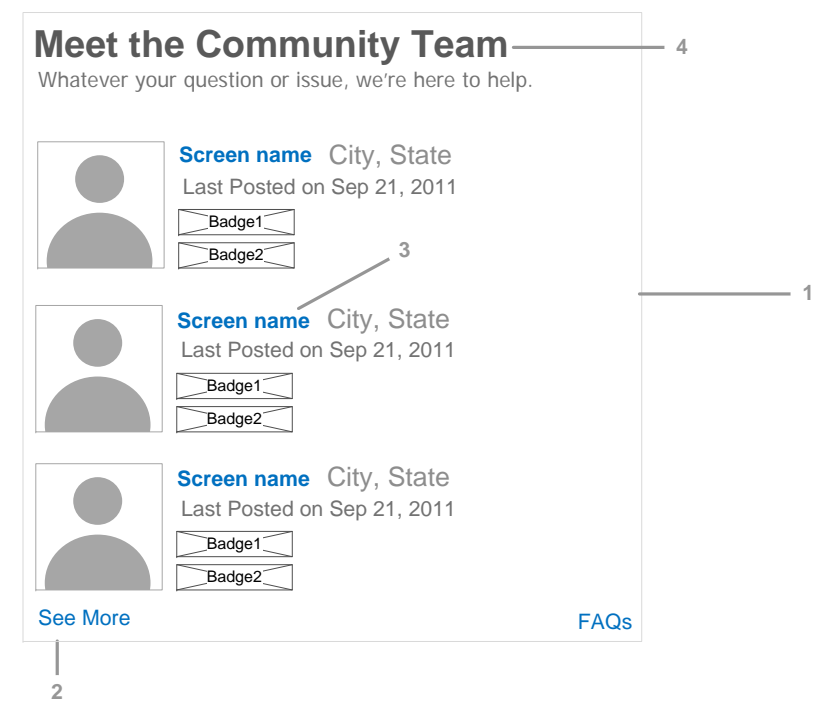 Meet the Community Team
4
Whatever your question or issue, we're here to help.
Screen name City, State
Last Posted on Sep 21, 2011
Badge1
Badge2
3
1
Screen name City, State
Last Posted on Sep 21, 2011
Badge1
Badge2
Screen name City, State
Last Posted on Sep 21, 2011
Badge1
Badge2
See More
FAQs
2